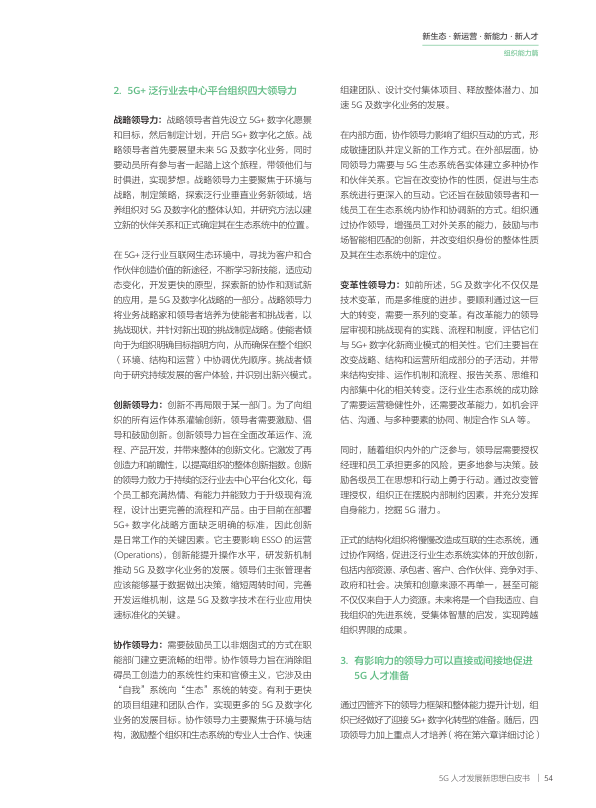 新生态 · 新运营 · 新能力 · 新人才
组织能力篇
2. 5G+ 泛行业去中心平台组织四大领导力
战略领导力：战略领导者首先设立 5G+ 数字化愿景
和目标，然后制定计划，开启 5G+ 数字化之旅。战
略领导者首先要展望未来 5G 及数字化业务，同时
要动员所有参与者一起踏上这个旅程，带领他们与
时俱进，实现梦想。战略领导力主要聚焦于环境与
战略，制定策略，探索泛行业垂直业务新领域，培
养组织对 5G 及数字化的整体认知，并研究方法以建
立新的伙伴关系和正式确定其在生态系统中的位置。
在 5G+ 泛行业互联网生态环境中，寻找为客户和合
作伙伴创造价值的新途径，不断学习新技能，适应动
态变化，开发更快的原型，探索新的协作和测试新
的应用，是 5G 及数字化战略的一部分。战略领导力
将业务战略家和领导者培养为使能者和挑战者，以
挑战现状，并针对新出现的挑战制定战略。使能者倾
向于为组织明确目标指明方向，从而确保在整个组织
（ 环境、结构和运营 ）中协调优先顺序。挑战者倾
向于研究持续发展的客户体验，并识别出新兴模式。
创新领导力：创新不再局限于某一部门。为了向组
织的所有运作体系灌输创新，领导者需要激励、倡
导和鼓励创新。创新领导力旨在全面改革运作、流
程、产品开发，并带来整体的创新文化。它激发了再
创造力和前瞻性，以提高组织的整体创新指数。创新
的领导力致力于持续的泛行业去中心平台化文化，每
个员工都充满热情、有能力并能致力于升级现有流
程，设计出更完善的流程和产品。由于目前在部署
5G+ 数字化战略方面缺乏明确的标准，因此创新
是日常工作的关键因素。它主要影响 ESSO 的运营
(Operations)，创新能提升操作水平，研发新机制
推动 5G 及数字化业务的发展。领导们主张管理者
应该能够基于数据做出决策，缩短周转时间，完善
开发运维机制，这是 5G 及数字技术在行业应用快
速标准化的关键。
协作领导力：需要鼓励员工以非烟囱式的方式在职
能部门建立更流畅的纽带。协作领导力旨在消除阻
碍员工创造力的系统性约束和官僚主义，它涉及由
“自我”系统向“生态”系统的转变。有利于更快
的项目组建和团队合作，实现更多的 5G 及数字化
业务的发展目标。协作领导力主要聚焦于环境与结
构，激励整个组织和生态系统的专业人士合作、快速
组建团队、设计交付集体项目、释放整体潜力、加
速 5G 及数字化业务的发展。
在内部方面，协作领导力影响了组织互动的方式，形
成敏捷团队并定义新的工作方式。在外部层面，协
同领导力需要与 5G 生态系统各实体建立多种协作
和伙伴关系。它旨在改变协作的性质，促进与生态
系统进行更深入的互动。它还旨在鼓励领导者和一
线员工在生态系统内协作和协调新的方式。组织通
过协作领导，增强员工对外关系的能力，鼓励与市
场智能相匹配的创新，并改变组织身份的整体性质
及其在生态系统中的定位。
变革性领导力：如前所述，5G 及数字化不仅仅是
技术变革，而是多维度的进步。要顺利通过这一巨
大的转变，需要一系列的变革。有改革能力的领导
层审视和挑战现有的实践、流程和制度，评估它们
与 5G+ 数字化新商业模式的相关性。它们主要旨在
改变战略、结构和运营所组成部分的子活动，并带
来结构安排、运作机制和流程、报告关系、思维和
内部集中化的相关转变。泛行业生态系统的成功除
了需要运营稳健性外，还需要改革能力，如机会评
估、沟通、与多种要素的协同、制定合作 SLA 等。
同时，随着组织内外的广泛参与，领导层需要授权
经理和员工承担更多的风险，更多地参与决策。鼓
励各级员工在思想和行动上勇于行动。通过改变管
理授权，组织正在摆脱内部制约因素，并充分发挥
自身能力，挖掘 5G 潜力。
正式的结构化组织将慢慢改造成互联的生态系统，通
过协作网络，促进泛行业生态系统实体的开放创新，
包括内部资源、承包者、客户、合作伙伴、竞争对手、
政府和社会。决策和创意来源不再单一，甚至可能
不仅仅来自于人力资源。未来将是一个自我适应、自
我组织的先进系统，受集体智慧的启发，实现跨越
组织界限的成果。
3. 有影响力的领导力可以直接或间接地促进
5G 人才准备
通过四管齐下的领导力框架和整体能力提升计划，组
织已经做好了迎接 5G+ 数字化转型的准备。随后，四
项领导力加上重点人才培养（ 将在第六章详细讨论 ）
5G 人才发展新思想白皮书 | 54